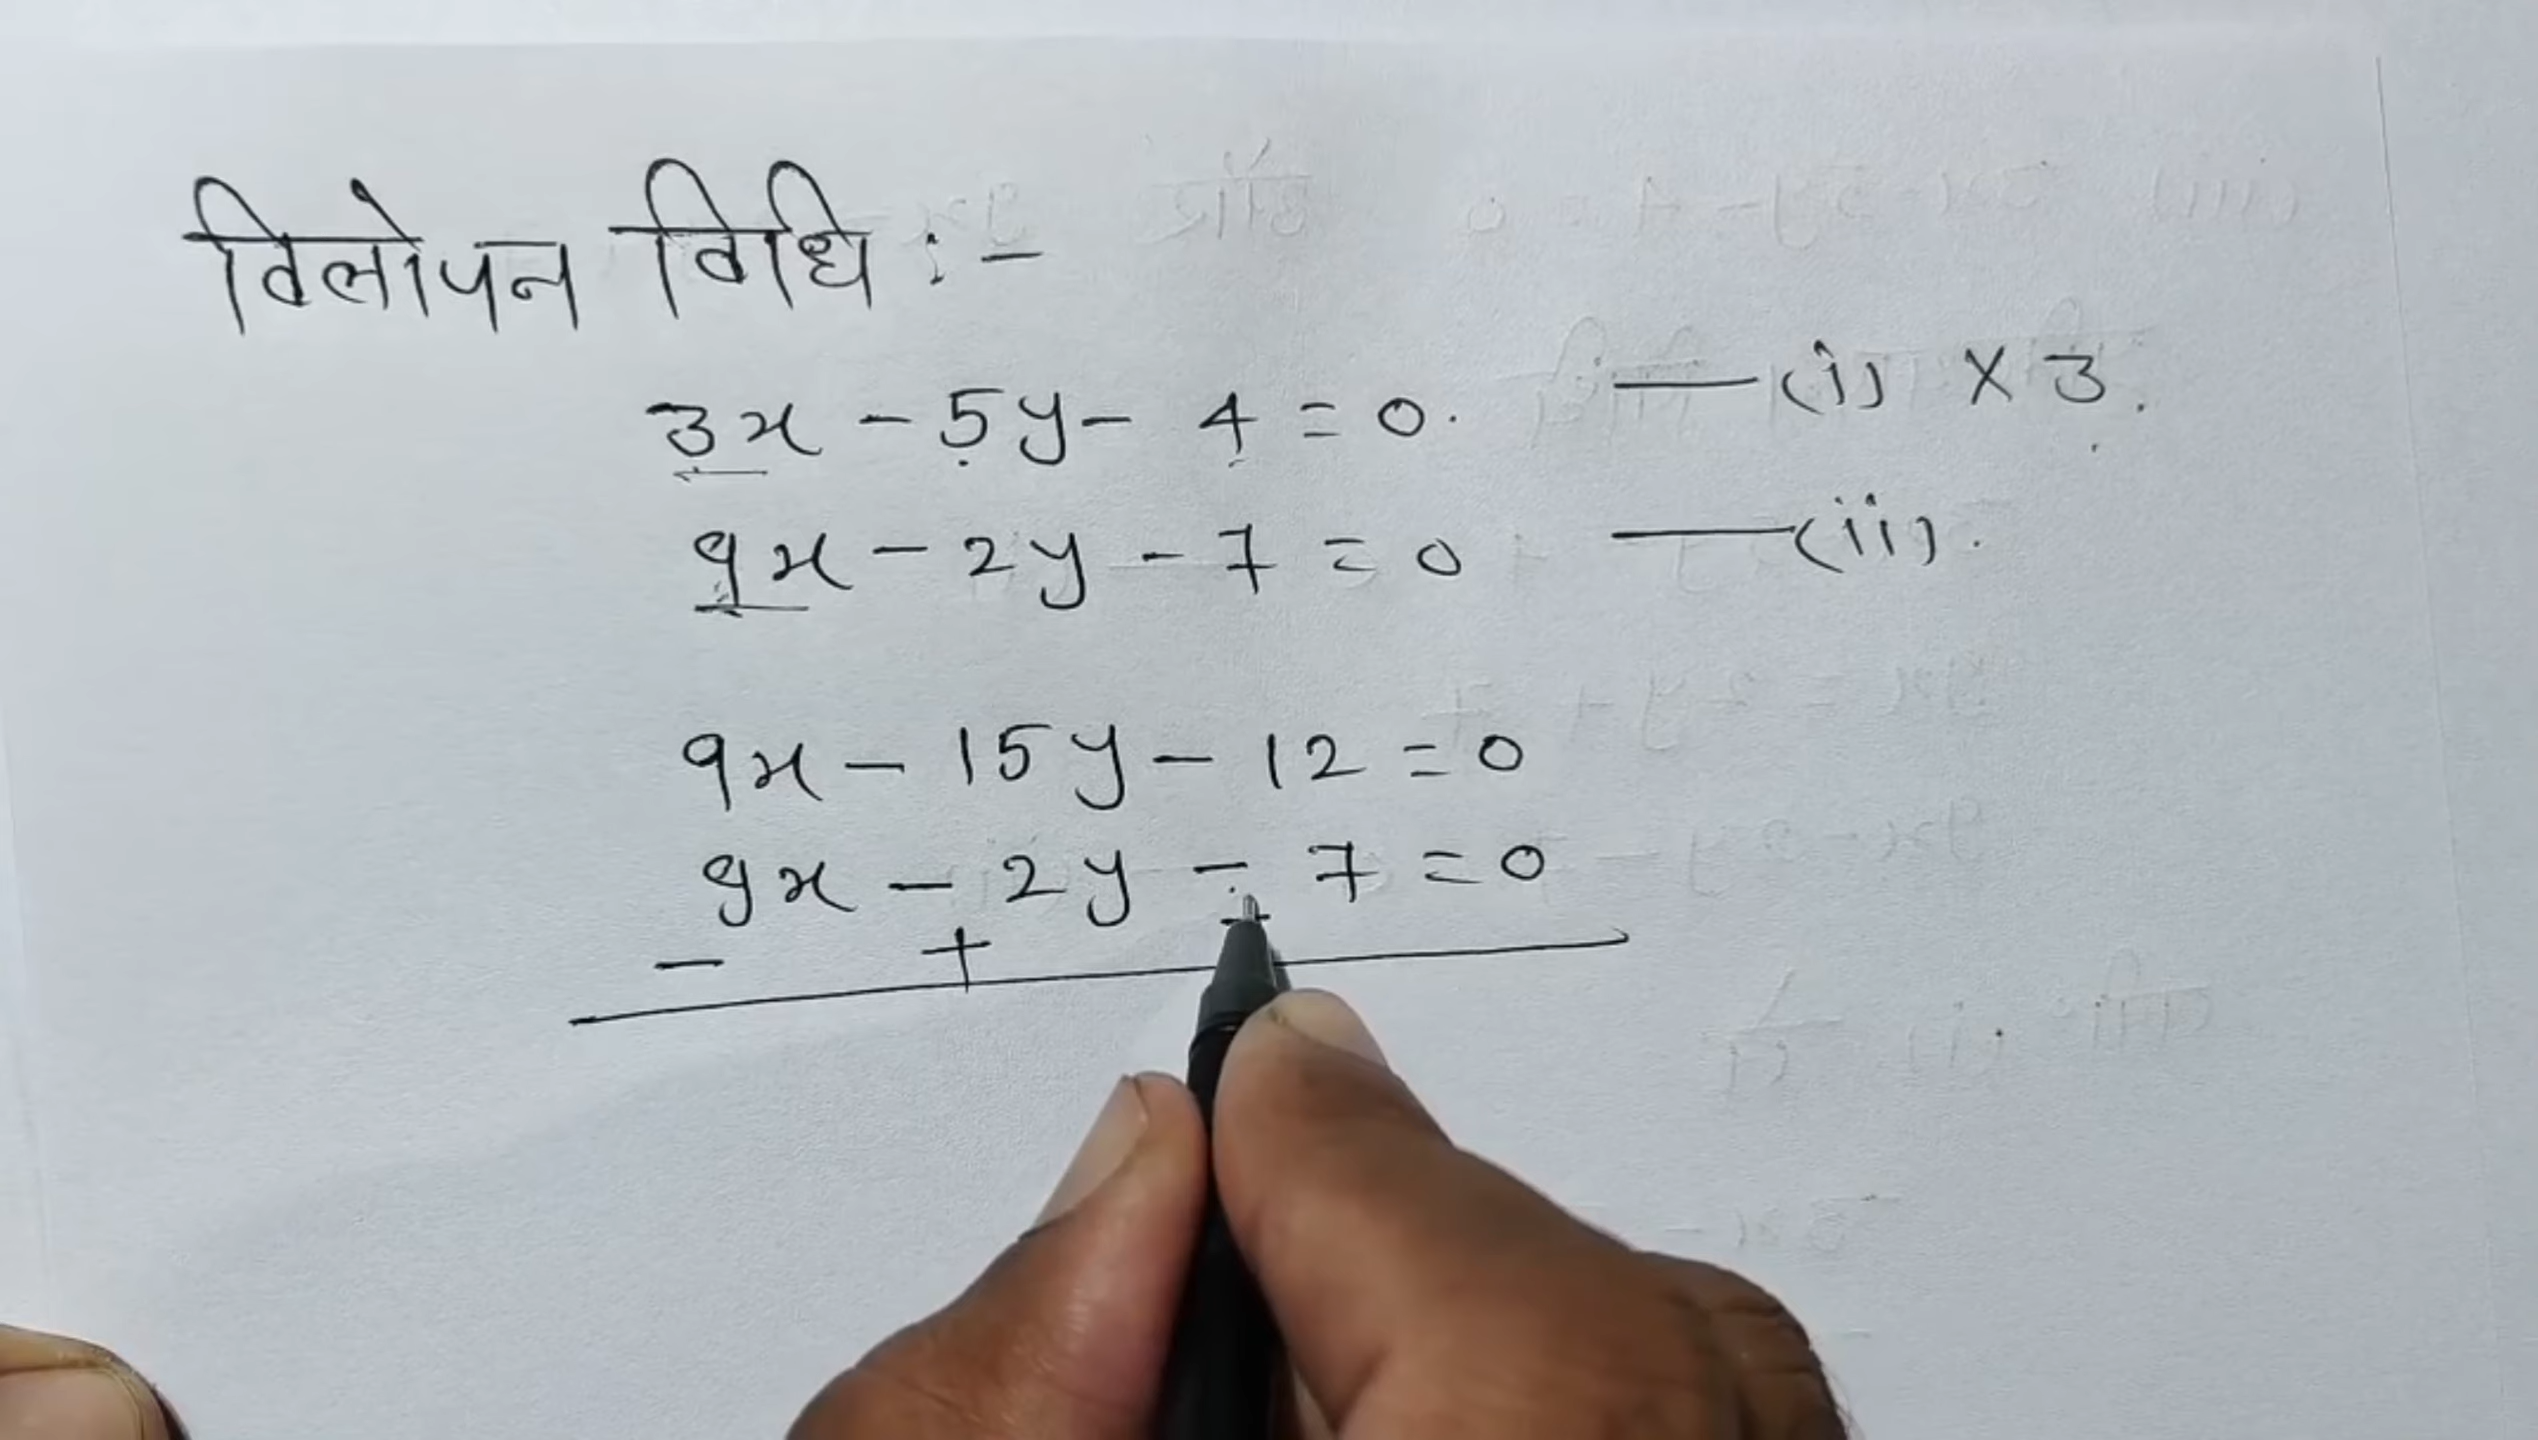 विलोपन विधि :-
3x - 5y - 4 = 0. —(i) × 3.
9x - 2y - 7 = 0 —(ii).
9x - 15y - 12 = 0
9x - 2y - 7 = 0
- + +